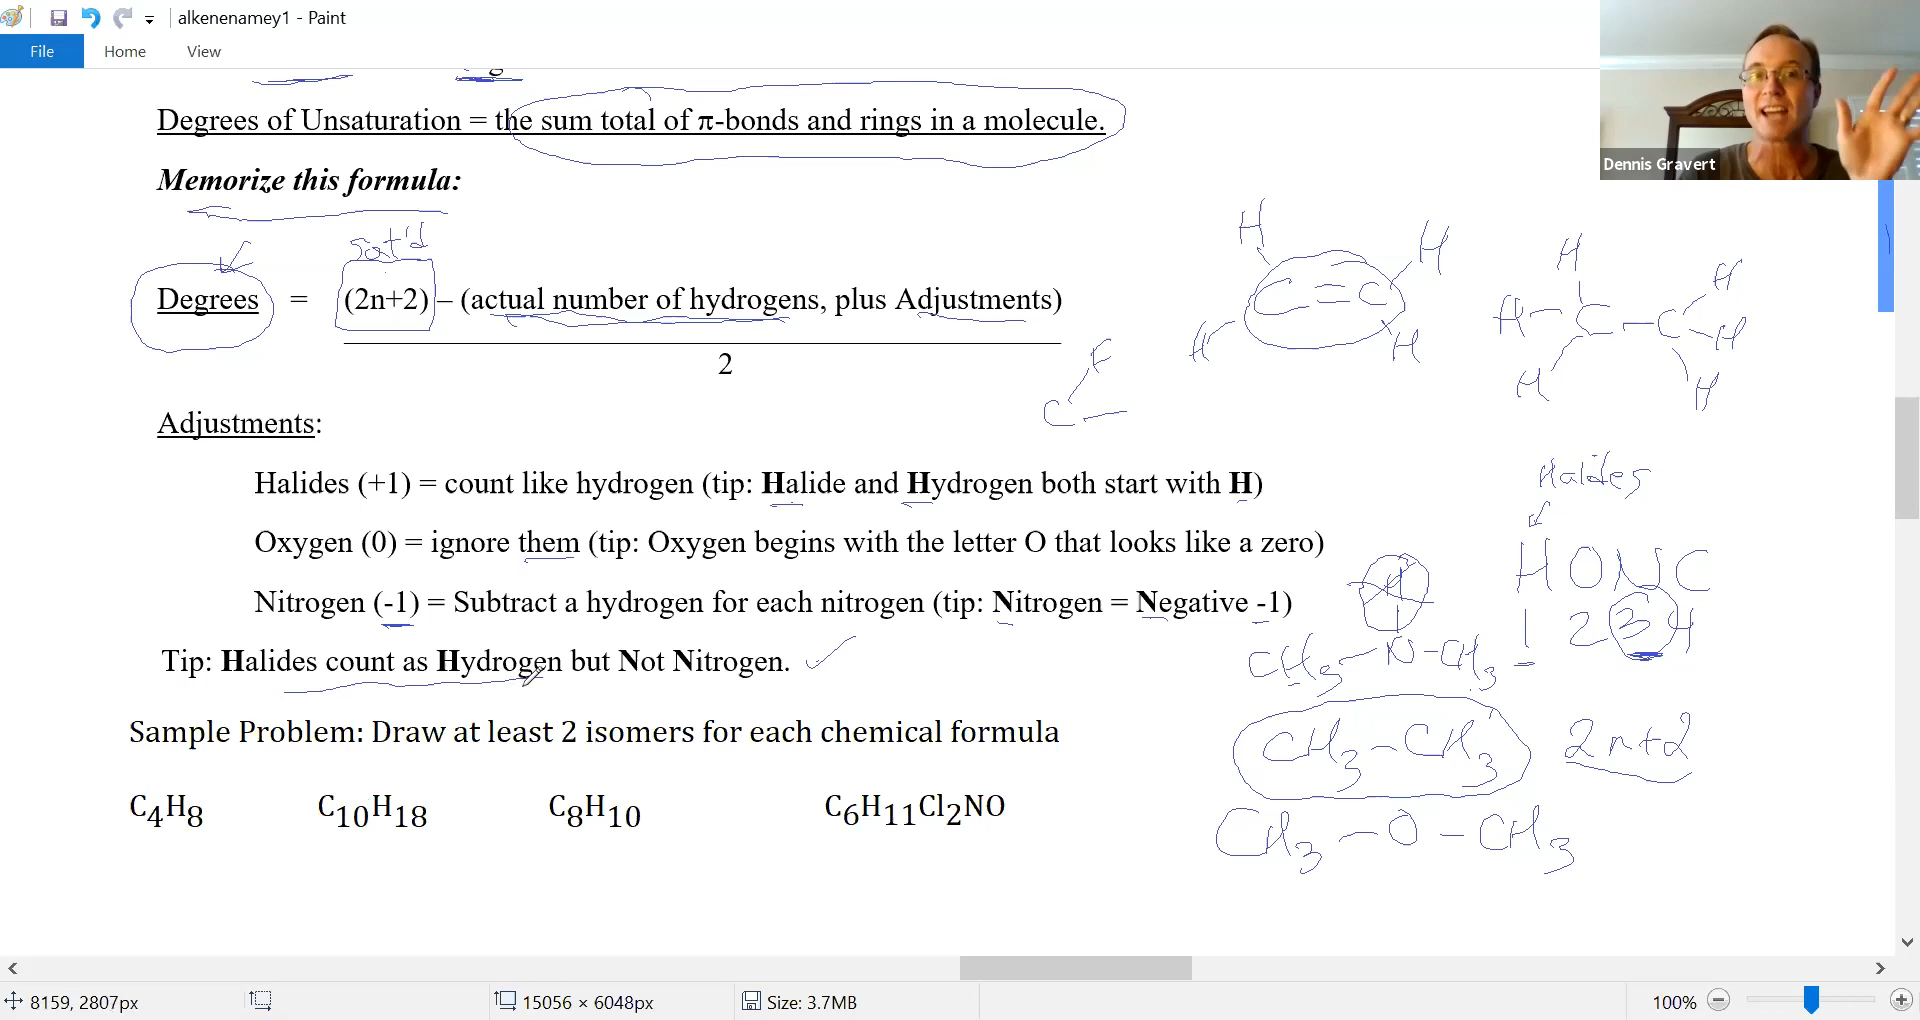 alkenenamey1 - Paint
File Home View
Dennis Gravert
Degrees of Unsaturation = the sum total of π-bonds and rings in a molecule.
Memorize this formula:
sat'd
Degrees = (2n+2) – (actual number of hydrogens, plus Adjustments)
2
H H
C = C
H H
H H
H C — C H
H H
F
C
Adjustments:
Halides (+1) = count like hydrogen (tip: Halide and Hydrogen both start with H)
Halides
Oxygen (0) = ignore them (tip: Oxygen begins with the letter O that looks like a zero)
H O N C
Nitrogen (-1) = Subtract a hydrogen for each nitrogen (tip: Nitrogen = Negative -1)
H
1 2 3 4
Tip: Halides count as Hydrogen but Not Nitrogen.
CH3 – N – CH3
Sample Problem: Draw at least 2 isomers for each chemical formula
CH3 – CH3
2n+2
C4H8 C10H18 C8H10 C6H11Cl2NO
CH3 – O – CH3
8159, 2807px 15056 × 6048px Size: 3.7MB 100%